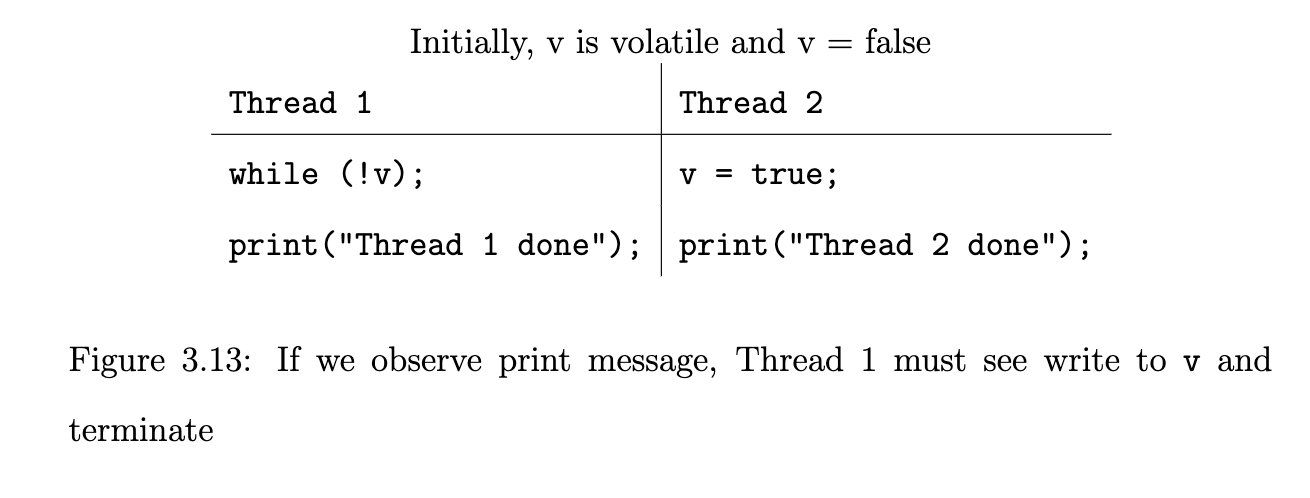 Initially, v is volatile and v = false
Thread 1 Thread 2
while (!v); v = true;
print("Thread 1 done"); print("Thread 2 done");
Figure 3.13: If we observe print message, Thread 1 must see write to v and
terminate